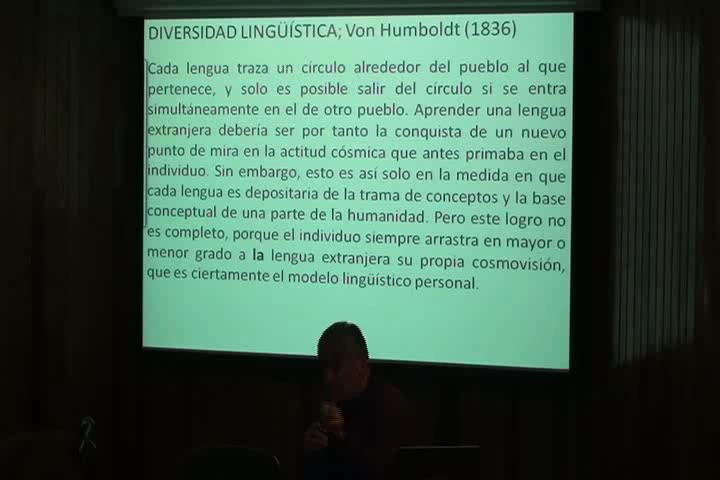 DIVERSIDAD LINGÜÍSTICA; Von Humboldt (1836)
Cada lengua traza un círculo alrededor del pueblo al que
pertenece, y solo es posible salir del círculo si se entra
simultáneamente en el de otro pueblo. Aprender una lengua
extranjera debería ser por tanto la conquista de un nuevo
punto de mira en la actitud cósmica que antes primaba en el
individuo. Sin embargo, esto es así solo en la medida en que
cada lengua es depositaria de la trama de conceptos y la base
conceptual de una parte de la humanidad. Pero este logro no
es completo, porque el individuo siempre arrastra en mayor o
menor grado a la lengua extranjera su propia cosmovisión,
que es ciertamente el modelo lingüístico personal.